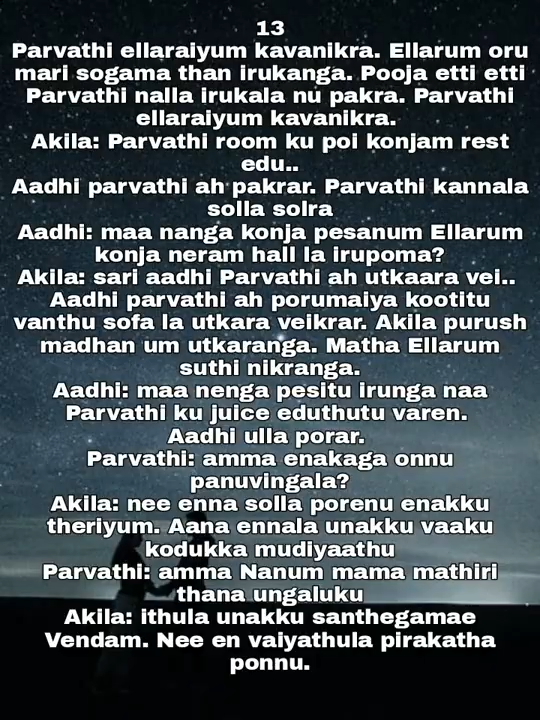 13
Parvathi ellaraiyum kavanikra. Ellarum oru
mari sogama than irukanga. Pooja etti etti
Parvathi nalla irukala nu pakra. Parvathi
ellaraiyum kavanikra.
Akila: Parvathi room ku poi konjam rest
edu..
Aadhi parvathi ah pakrar. Parvathi kannala
solla solra
Aadhi: maa nanga konja pesanum Ellarum
konja neram hall la irupoma?
Akila: sari aadhi Parvathi ah utkaara vei..
Aadhi parvathi ah porumaiya kootitu
vanthu sofa la utkara veikrar. Akila purush
madhan um utkaranga. Matha Ellarum
suthi nikranga.
Aadhi: maa nenga pesitu irunga naa
Parvathi ku juice eduthutu varen.
Aadhi ulla porar.
Parvathi: amma enakaga onnu
panuvingala?
Akila: nee enna solla porenu enakku
theriyum. Aana ennala unakku vaaku
kodukka mudiyaathu
Parvathi: amma Nanum mama mathiri
thana ungaluku
Akila: ithula unakku santhegamae
Vendam. Nee en vaiyathula pirakatha
ponnu.